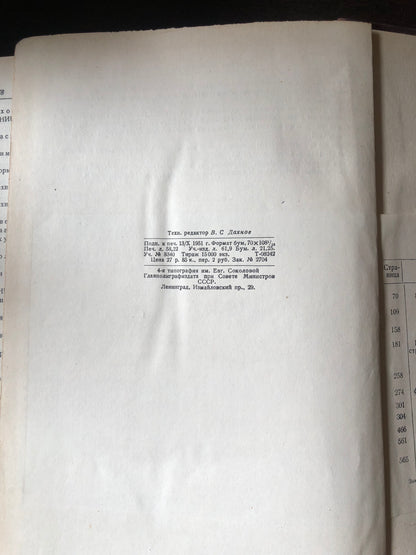 Техн. редактор В. С. Лахнов
Подп. к печ. 13/X 1951 г. Формат бум. 70×108¹/₁₆
Печ. л. 58,22 Уч.-изд. л. 61,9 Бум. л. 21,25.
Уч. № 8340 Тираж 15 000 экз. Т-08242
Цена 27 р. 85 к., пер. 2 руб. Зак. № 2704
4-я типография им. Евг. Соколовой
Главполиграфиздата при Совете Министров
СССР.
Ленинград, Измайловский пр., 29.
Стра-
ница
70
109
158
181
258
274
301
304
466
561
565